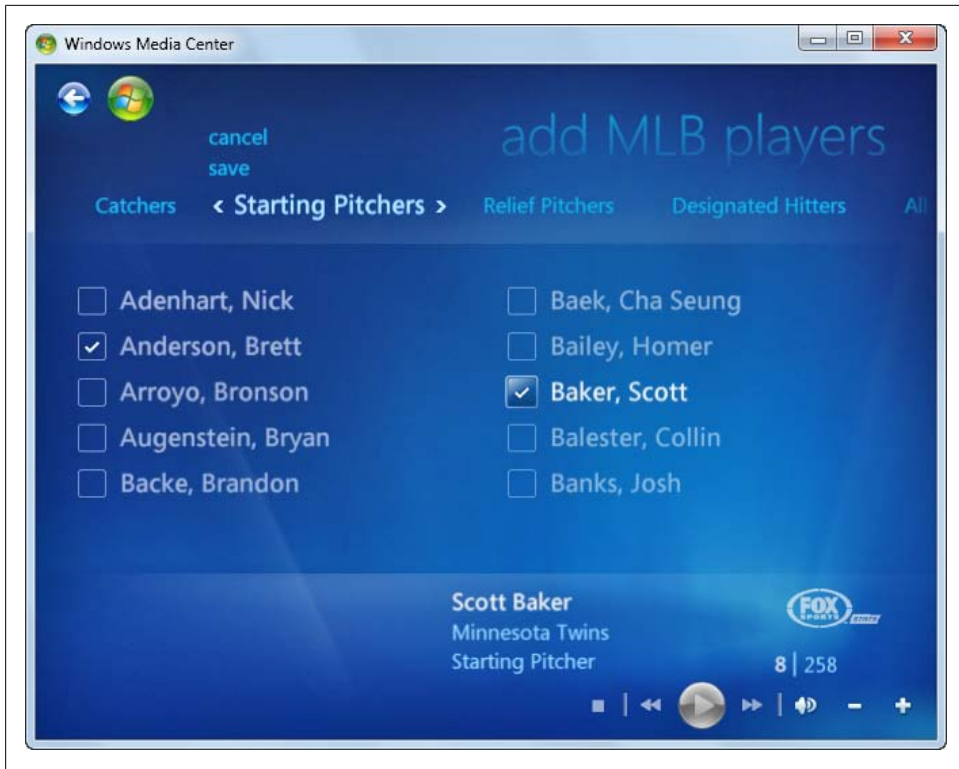 Windows Media Center
add MLB players
cancel
save
Catchers < Starting Pitchers > Relief Pitchers Designated Hitters All
Adenhart, Nick
Anderson, Brett
Arroyo, Bronson
Augenstein, Bryan
Backe, Brandon
Baek, Cha Seung
Bailey, Homer
Baker, Scott
Balester, Collin
Banks, Josh
Scott Baker
Minnesota Twins
Starting Pitcher
FOX
SPORTS
8 | 258